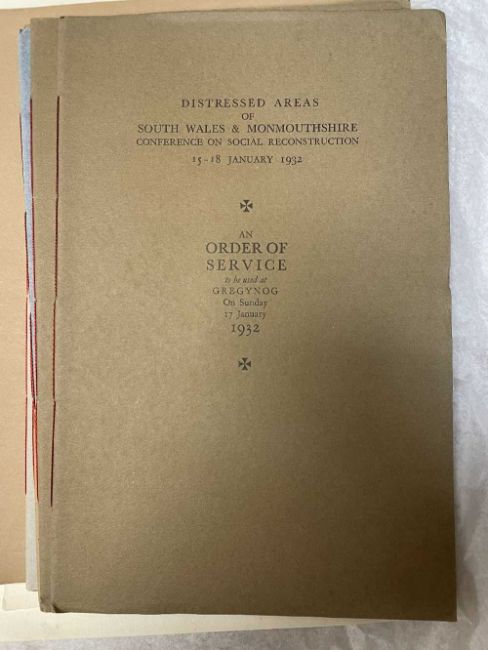 DISTRESSED AREAS
OF
SOUTH WALES & MONMOUTHSHIRE
CONFERENCE ON SOCIAL RECONSTRUCTION
15-18 JANUARY 1932
AN
ORDER OF
SERVICE
to be used at
GREGYNOG
On Sunday
17 January
1932